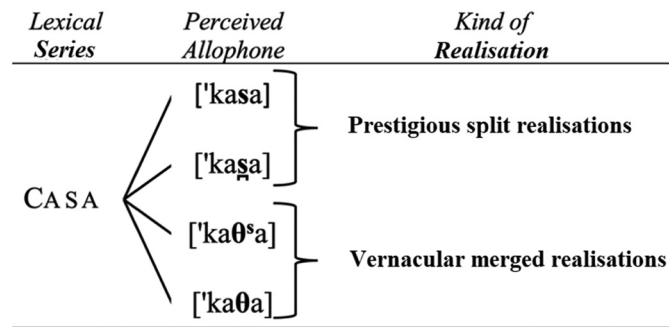 Lexical Perceived Kind of
Series Allophone Realisation
['kasa]
Prestigious split realisations
['kas̪a]
CASA
['kaθˢa]
Vernacular merged realisations
['kaθa]